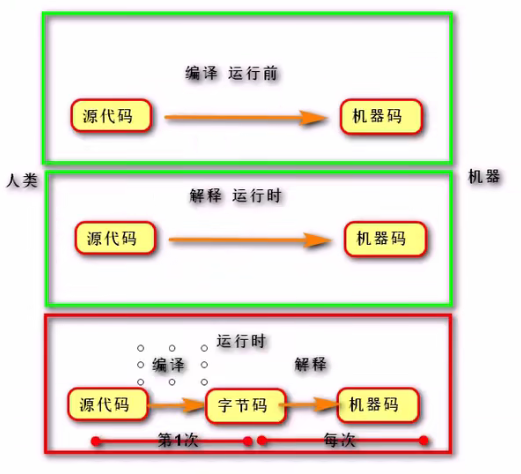 编译 运行前
源代码
机器码
人类
机器
解释 运行时
源代码
机器码
运行时
编译
解释
源代码
字节码
机器码
第1次
每次